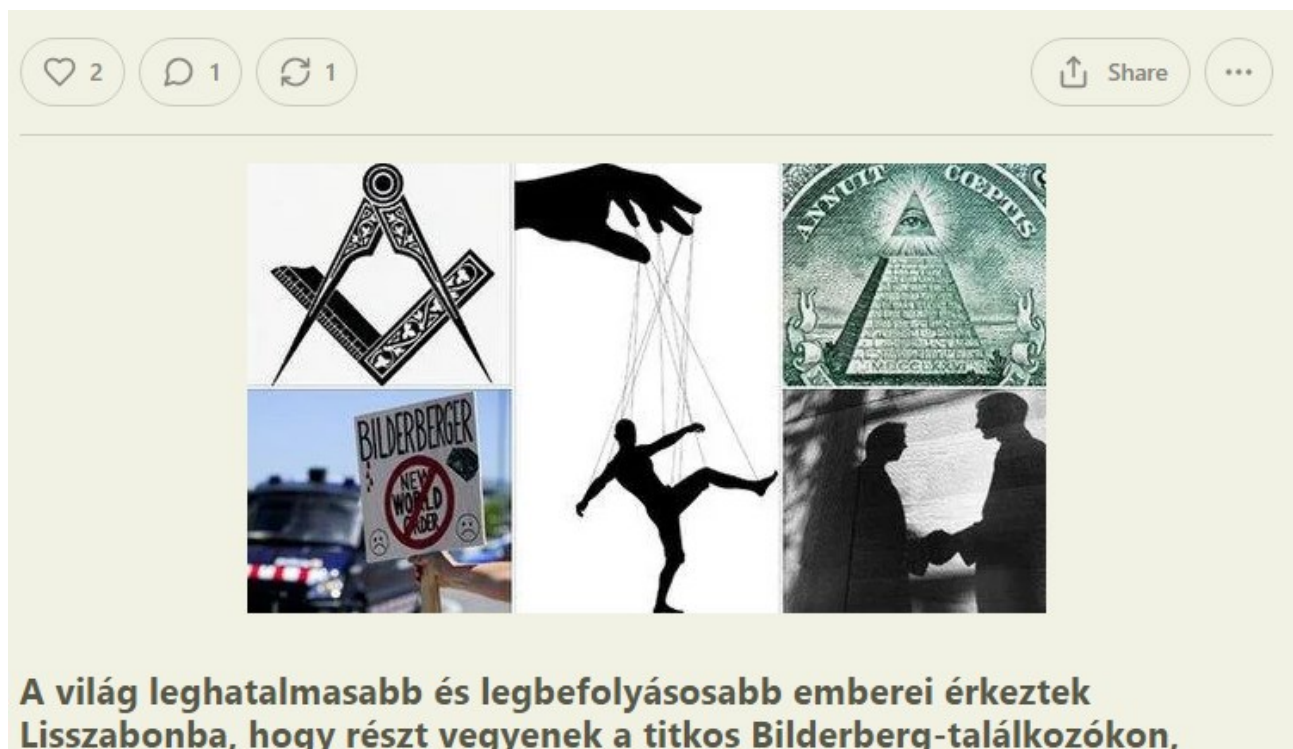 2
1
1
Share
ANNUIT CŒPTIS
MDCCLXXVI
BILDERBERGER
NEW
WORLD
ORDER
A világ leghatalmasabb és legbefolyásosabb emberei érkeztek
Lisszabonba, hogy részt vegyenek a titkos Bilderberg-találkozókon,